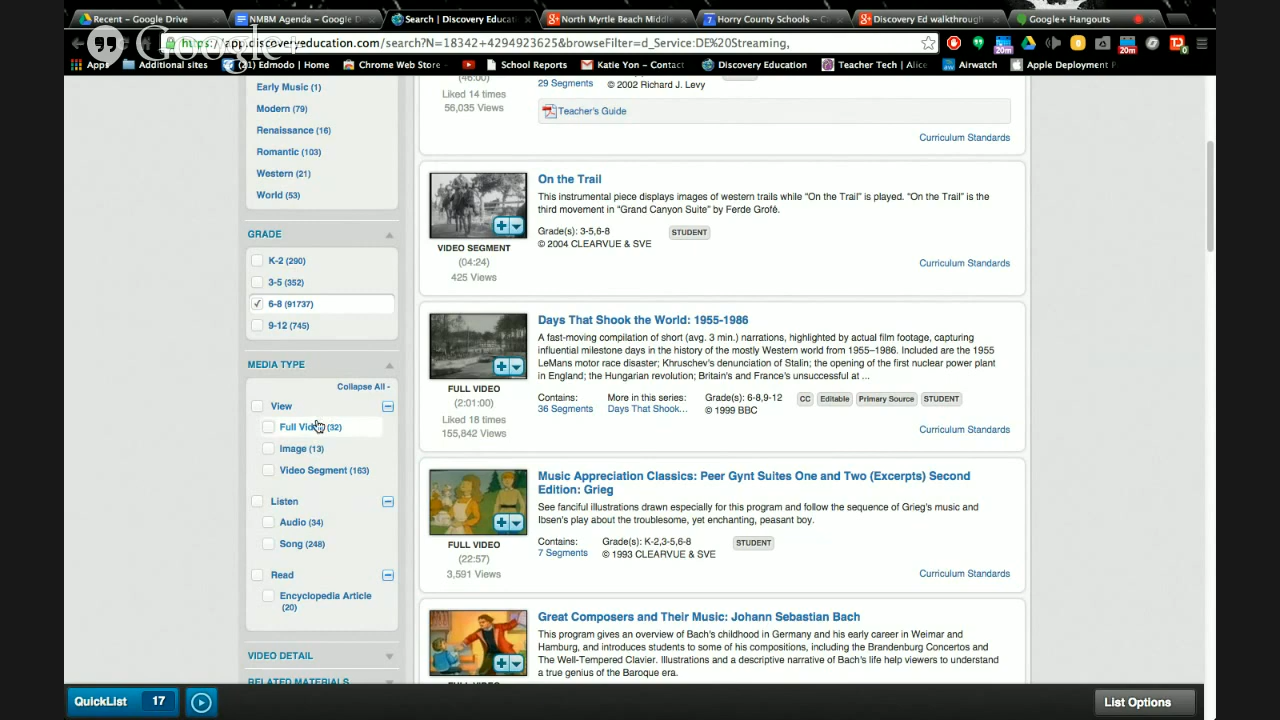 Recent – Google Drive
NMBM Agenda – Google D
Search | Discovery Educati
North Myrtle Beach Middle
Horry County Schools – Ca
Discovery Ed walkthrough
Google+ Hangouts
https://app.discoveryeducation.com/search?N=18342+4294923625&browseFilter=d_Service:DE%20Streaming,
Google+
20m
20m
Apps
Additional sites
(1) Edmodo | Home
Chrome Web Store
School Reports
Katie Yon – Contact
Discovery Education
Teacher Tech | Alice
Airwatch
Apple Deployment P
Early Music (1)
Modern (79)
Renaissance (16)
Romantic (103)
Western (21)
World (53)
GRADE
K-2 (290)
3-5 (352)
6-8 (91737)
9-12 (745)
MEDIA TYPE
Collapse All -
View
Full Video (32)
Image (13)
Video Segment (163)
Listen
Audio (34)
Song (248)
Read
Encyclopedia Article
(20)
VIDEO DETAIL
RELATED MATERIALS
(46:00)
Liked 14 times
56,035 Views
29 Segments
© 2002 Richard J. Levy
Teacher's Guide
Curriculum Standards
On the Trail
This instrumental piece displays images of western trails while "On the Trail" is played. "On the Trail" is the
third movement in "Grand Canyon Suite" by Ferde Grofé.
Grade(s): 3-5,6-8
STUDENT
© 2004 CLEARVUE & SVE
VIDEO SEGMENT
(04:24)
425 Views
Curriculum Standards
Days That Shook the World: 1955-1986
A fast-moving compilation of short (avg. 3 min.) narrations, highlighted by actual film footage, capturing
influential milestone days in the history of the mostly Western world from 1955–1986. Included are the 1955
LeMans motor race disaster; Khruschev's denunciation of Stalin; the opening of the first nuclear power plant
in England; the Hungarian revolution; Britain's and France's unsuccessful at ...
FULL VIDEO
(2:01:00)
Liked 18 times
155,842 Views
Contains:
36 Segments
More in this series:
Days That Shook...
Grade(s): 6-8,9-12
© 1999 BBC
CC
Editable
Primary Source
STUDENT
Curriculum Standards
Music Appreciation Classics: Peer Gynt Suites One and Two (Excerpts) Second
Edition: Grieg
See fanciful illustrations drawn especially for this program and follow the sequence of Grieg's music and
Ibsen's play about the troublesome, yet enchanting, peasant boy.
Contains:
7 Segments
Grade(s): K-2,3-5,6-8
© 1993 CLEARVUE & SVE
STUDENT
FULL VIDEO
(22:57)
3,591 Views
Curriculum Standards
Great Composers and Their Music: Johann Sebastian Bach
This program gives an overview of Bach's childhood in Germany and his early career in Weimar and
Hamburg, and introduces students to some of his compositions, including the Brandenburg Concertos and
The Well-Tempered Clavier. Illustrations and a descriptive narrative of Bach's life help viewers to understand
a true genius of the Baroque era.
QuickList
17
List Options